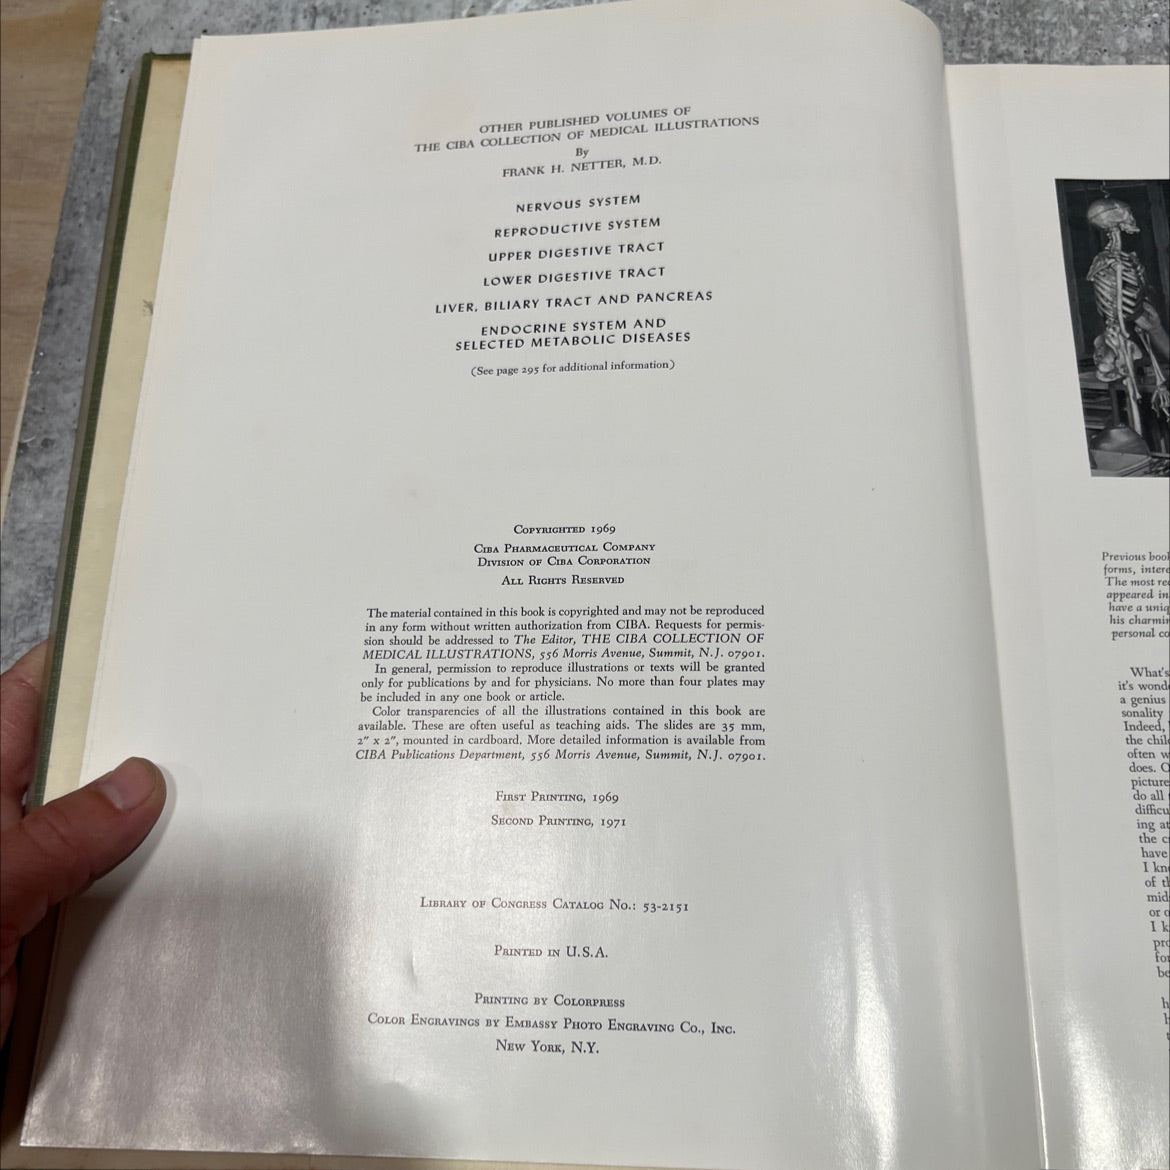 OTHER PUBLISHED VOLUMES OF
THE CIBA COLLECTION OF MEDICAL ILLUSTRATIONS
By
FRANK H. NETTER, M.D.
NERVOUS SYSTEM
REPRODUCTIVE SYSTEM
UPPER DIGESTIVE TRACT
LOWER DIGESTIVE TRACT
LIVER, BILIARY TRACT AND PANCREAS
ENDOCRINE SYSTEM AND
SELECTED METABOLIC DISEASES
(See page 295 for additional information)
COPYRIGHTED 1969
CIBA PHARMACEUTICAL COMPANY
DIVISION OF CIBA CORPORATION
ALL RIGHTS RESERVED
The material contained in this book is copyrighted and may not be reproduced
in any form without written authorization from CIBA. Requests for permis-
sion should be addressed to The Editor, THE CIBA COLLECTION OF
MEDICAL ILLUSTRATIONS, 556 Morris Avenue, Summit, N.J. 07901.
In general, permission to reproduce illustrations or texts will be granted
only for publications by and for physicians. No more than four plates may
be included in any one book or article.
Color transparencies of all the illustrations contained in this book are
available. These are often useful as teaching aids. The slides are 35 mm,
2" x 2", mounted in cardboard. More detailed information is available from
CIBA Publications Department, 556 Morris Avenue, Summit, N.J. 07901.
FIRST PRINTING, 1969
SECOND PRINTING, 1971
LIBRARY OF CONGRESS CATALOG NO.: 53-2151
PRINTED IN U.S.A.
PRINTING BY COLORPRESS
COLOR ENGRAVINGS BY EMBASSY PHOTO ENGRAVING CO., INC.
NEW YORK, N.Y.
Previous
forms,
The most
appeared in
have a
his
personal
What's
it's
a genius
Indeed,
the
often
does.
picture
do all
ing at
the
have
I
of
or
I